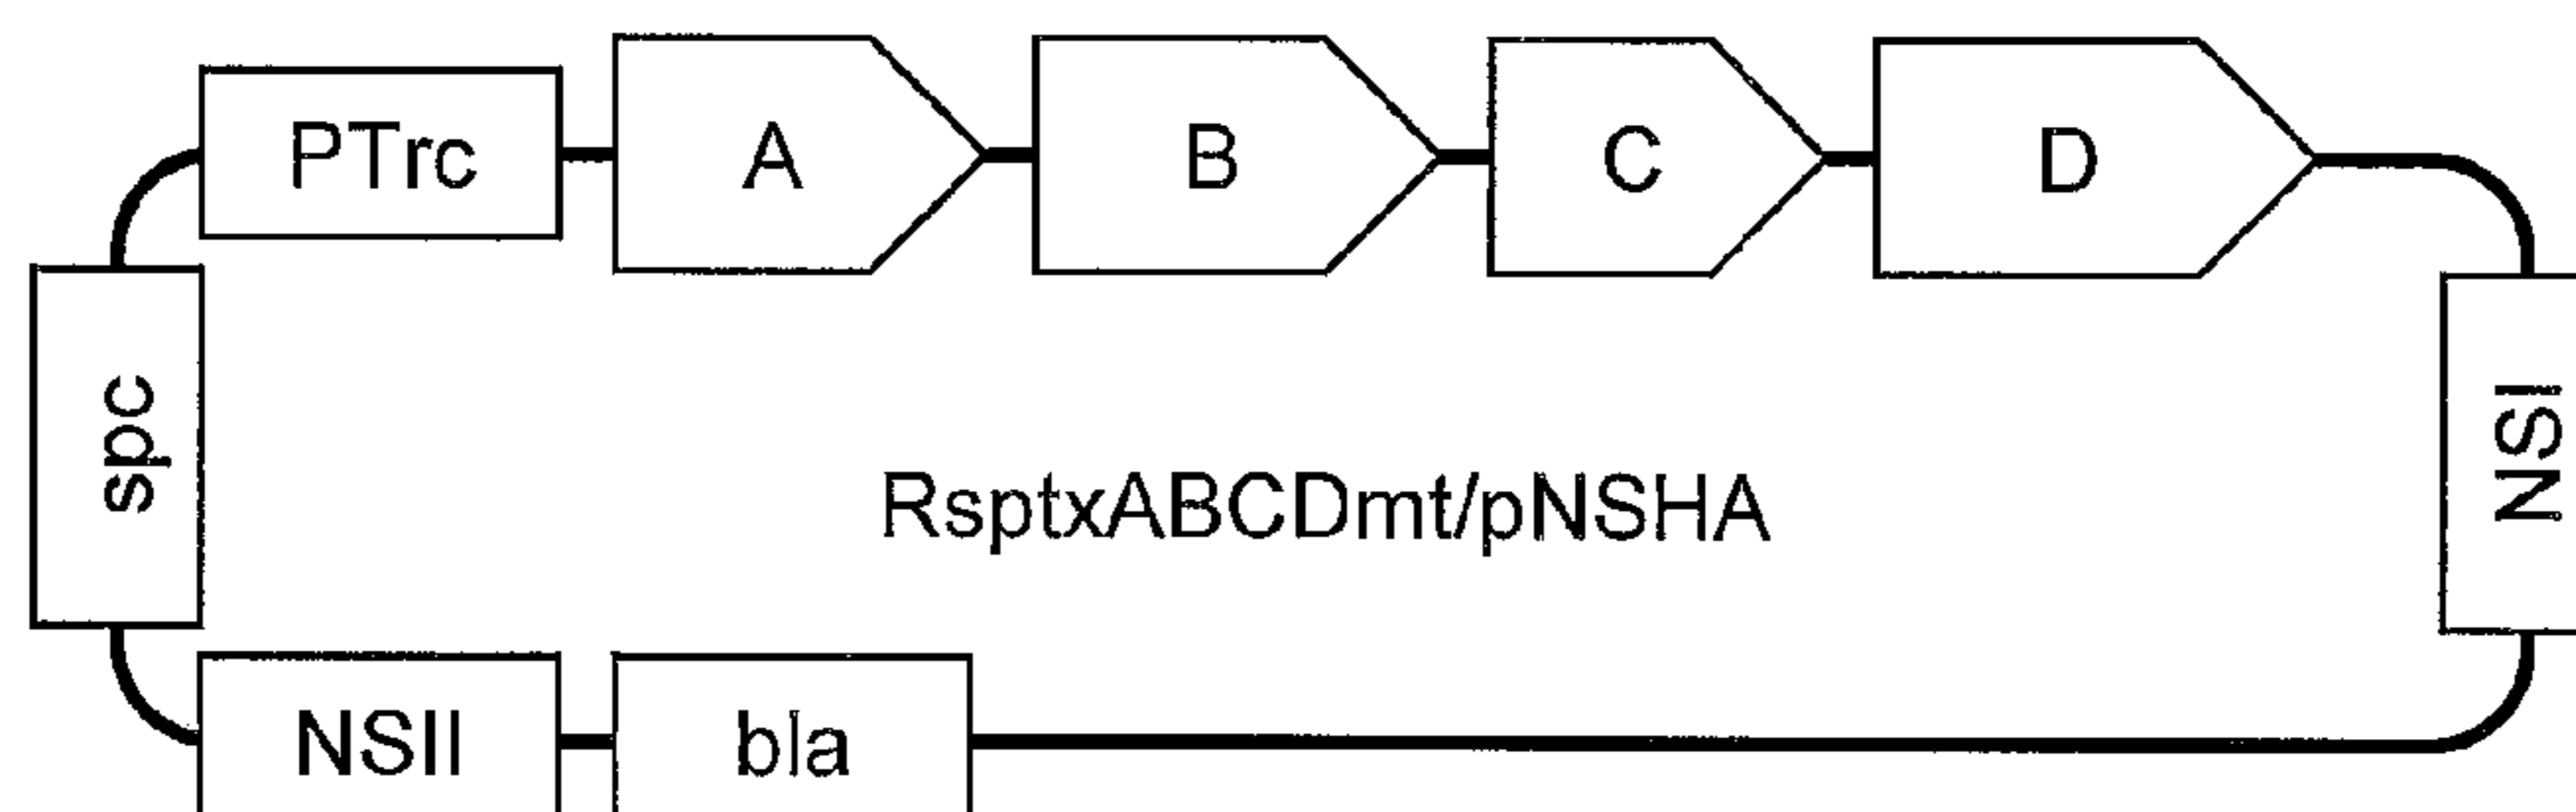 PTrc
A
B
C
D
spc
NSI
RsptxABCDmt/pNSHA
NSII
bla